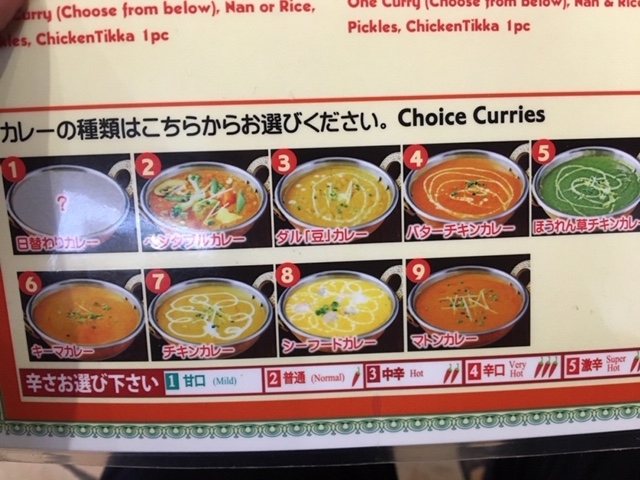 urry (Choose from below), Nan or Rice,
kles, ChickenTikka 1pc
One Curry (Choose from below), Nan & Rice
Pickles, ChickenTikka 1pc
カレーの種類はこちらからお選びください。 Choice Curries
1 ? 日替わりカレー
2 ベジタブルカレー
3 ダル「豆」カレー
4 バターチキンカレー
5 ほうれん草チキンカレー
6 キーマカレー
7 チキンカレー
8 シーフードカレー
9 マトンカレー
辛さお選び下さい 1 甘口 (Mild) 2 普通 (Normal) 3 中辛 Hot 4 辛口 Very Hot 5 激辛 Super Hot